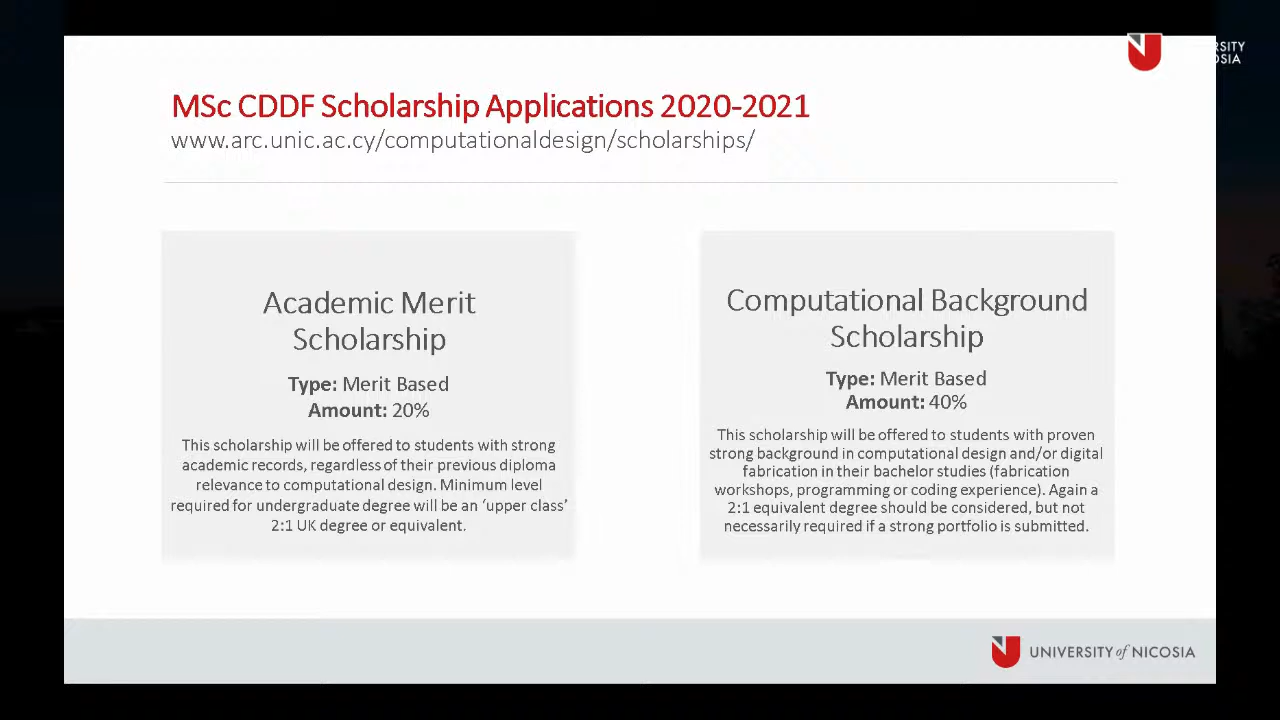 RSITY
OSIA
MSc CDDF Scholarship Applications 2020-2021
www.arc.unic.ac.cy/computationaldesign/scholarships/
Academic Merit
Scholarship
Type: Merit Based
Amount: 20%
This scholarship will be offered to students with strong
academic records, regardless of their previous diploma
relevance to computational design. Minimum level
required for undergraduate degree will be an ‘upper class’
2:1 UK degree or equivalent.
Computational Background
Scholarship
Type: Merit Based
Amount: 40%
This scholarship will be offered to students with proven
strong background in computational design and/or digital
fabrication in their bachelor studies (fabrication
workshops, programming or coding experience). Again a
2:1 equivalent degree should be considered, but not
necessarily required if a strong portfolio is submitted.
UNIVERSITY of NICOSIA